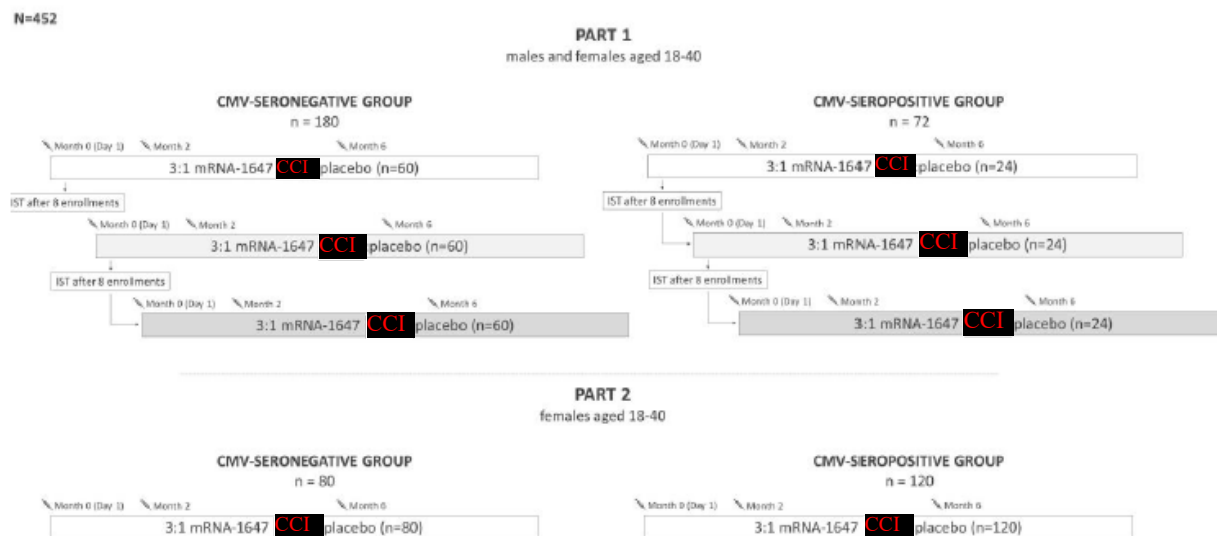 N=452
PART 1
males and females aged 18-40
CMV-SERONEGATIVE GROUP
n = 180
Month 0 (Day 1) Month 2 Month 6
3:1 mRNA-1647 CCI placebo (n=60)
IST after 8 enrollments
Month 0 (Day 1) Month 2 Month 6
3:1 mRNA-1647 CCI placebo (n=60)
IST after 8 enrollments
Month 0 (Day 1) Month 2 Month 6
3:1 mRNA-1647 CCI placebo (n=60)
CMV-SEROPOSITIVE GROUP
n = 72
Month 0 (Day 1) Month 2 Month 6
3:1 mRNA-1647 CCI placebo (n=24)
IST after 8 enrollments
Month 0 (Day 1) Month 2 Month 6
3:1 mRNA-1647 CCI placebo (n=24)
IST after 8 enrollments
Month 0 (Day 1) Month 2 Month 6
3:1 mRNA-1647 CCI placebo (n=24)
PART 2
females aged 18-40
CMV-SERONEGATIVE GROUP
n = 80
Month 0 (Day 1) Month 2 Month 6
3:1 mRNA-1647 CCI placebo (n=80)
CMV-SEROPOSITIVE GROUP
n = 120
Month 0 (Day 1) Month 2 Month 6
3:1 mRNA-1647 CCI placebo (n=120)